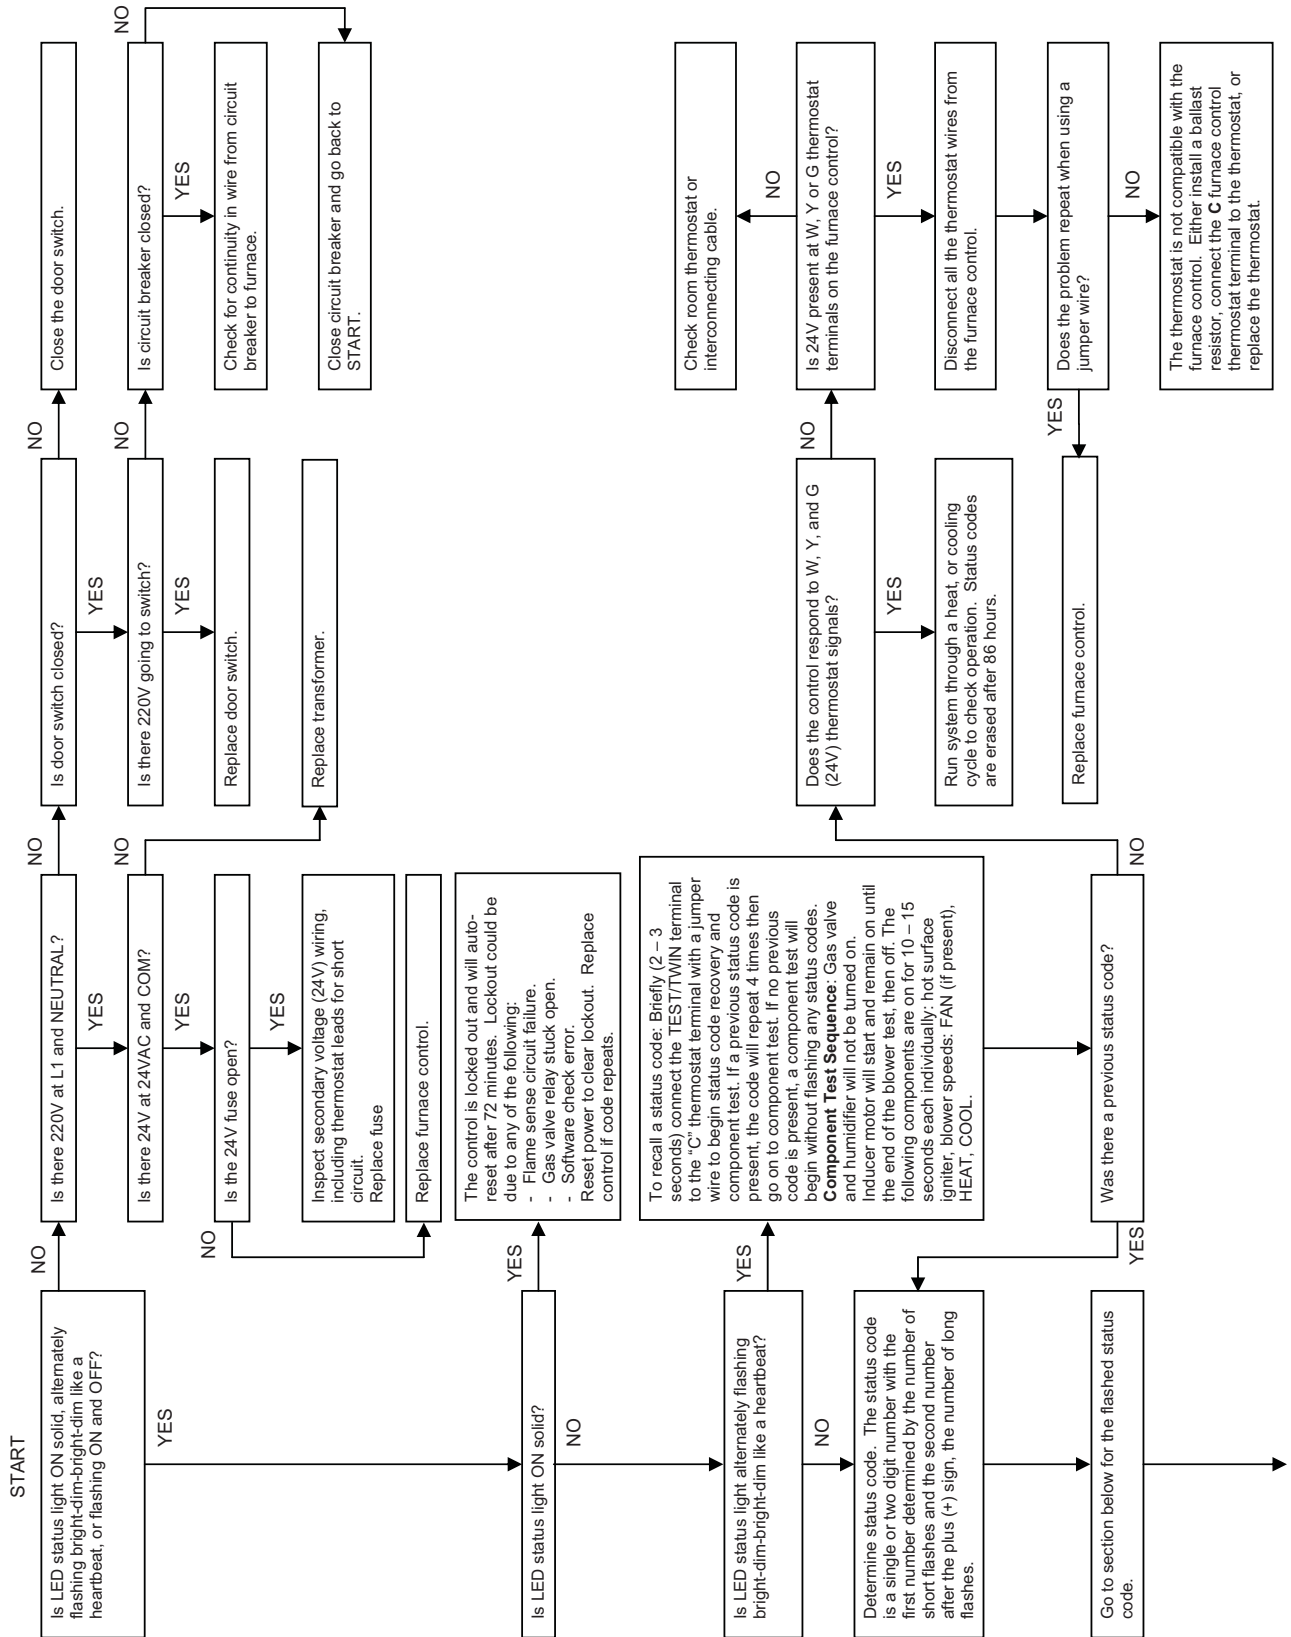 START
Is LED status light ON solid, alternately
flashing bright-dim-bright-dim like a
heartbeat, or flashing ON and OFF?
NO
YES
Is there 220V at L1 and NEUTRAL?
NO
YES
Is door switch closed?
NO
YES
Close the door switch.
Is there 24V at 24VAC and COM?
NO
YES
Is there 220V going to switch?
NO
YES
Is circuit breaker closed?
NO
YES
Is the 24V fuse open?
NO
YES
Replace door switch.
Check for continuity in wire from circuit
breaker to furnace.
Inspect secondary voltage (24V) wiring,
including thermostat leads for short
circuit.
Replace fuse
Replace transformer.
Close circuit breaker and go back to
START.
Replace furnace control.
Is LED status light ON solid?
YES
NO
The control is locked out and will auto-
reset after 72 minutes. Lockout could be
due to any of the following:
- Flame sense circuit failure.
- Gas valve relay stuck open.
- Software check error.
Reset power to clear lockout. Replace
control if code repeats.
Is LED status light alternately flashing
bright-dim-bright-dim like a heartbeat?
YES
NO
To recall a status code: Briefly (2 – 3
seconds) connect the TEST/TWIN terminal
to the “C” thermostat terminal with a jumper
wire to begin status code recovery and
component test. If a previous status code is
present, the code will repeat 4 times then
go on to component test. If no previous
code is present, a component test will
begin without flashing any status codes.
Component Test Sequence: Gas valve
and humidifier will not be turned on.
Inducer motor will start and remain on until
the end of the blower test, then off. The
following components are on for 10 – 15
seconds each individually: hot surface
igniter, blower speeds: FAN (if present),
HEAT, COOL.
Determine status code. The status code
is a single or two digit number with the
first number determined by the number of
short flashes and the second number
after the plus (+) sign, the number of long
flashes.
Was there a previous status code?
YES
NO
Go to section below for the flashed status
code.
Does the control respond to W, Y, and G
(24V) thermostat signals?
NO
YES
Run system through a heat, or cooling
cycle to check operation. Status codes
are erased after 86 hours.
Check room thermostat or
interconnecting cable.
NO
Is 24V present at W, Y or G thermostat
terminals on the furnace control?
YES
Disconnect all the thermostat wires from
the furnace control.
Does the problem repeat when using a
jumper wire?
YES
NO
Replace furnace control.
The thermostat is not compatible with the
furnace control. Either install a ballast
resistor, connect the C furnace control
thermostat terminal to the thermostat, or
replace the thermostat.